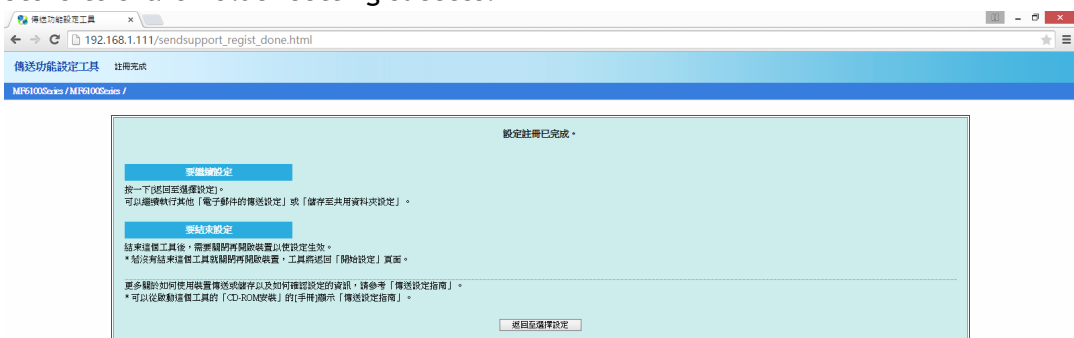 傳送功能設定工具
192.168.1.111/sendsupport_regist_done.html
傳送功能設定工具 註冊完成
MF6100Series / MF6100Series /
設定註冊已完成。
要繼續設定
按一下[返回至選擇設定]。
可以繼續執行其他「電子郵件的傳送設定」或「儲存至共用資料夾設定」。
要結束設定
結束這個工具後，需要關閉再開啟裝置以使設定生效。
*若沒有結束這個工具就關閉再開啟裝置，工具將返回「開始設定」頁面。
更多關於如何使用裝置傳送或儲存以及如何確認設定的資訊，請參考「傳送設定指南」。
*可以從啟動這個工具的「CD-ROM安裝」的[手冊]顯示「傳送設定指南」。
返回至選擇設定